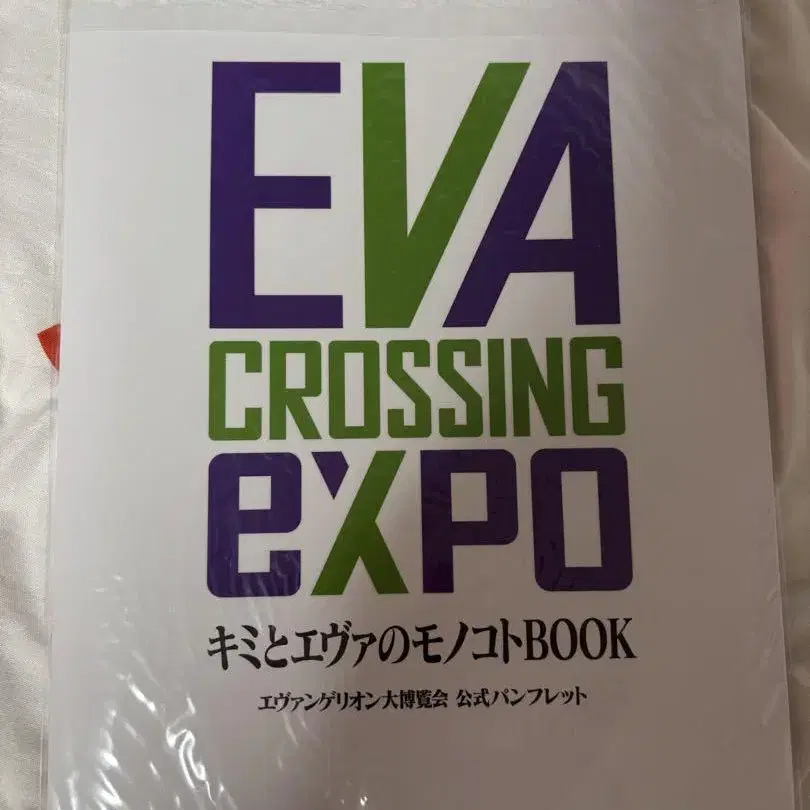 EVA
CROSSING
eXPO
キミとエヴァのモノコトBOOK
エヴァンゲリオン大博覧会 公式パンフレット